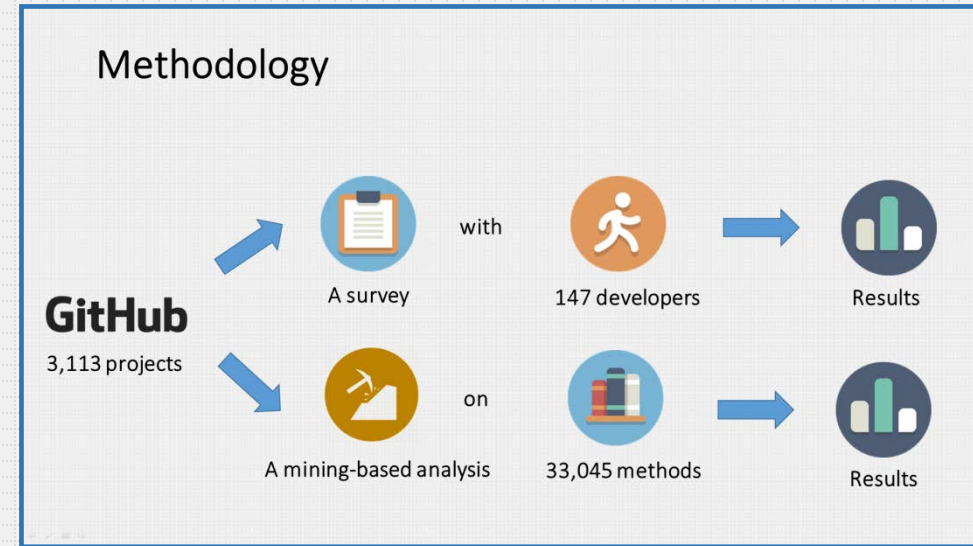 Methodology
with
A survey
147 developers
Results
GitHub
3,113 projects
on
A mining-based analysis
33,045 methods
Results